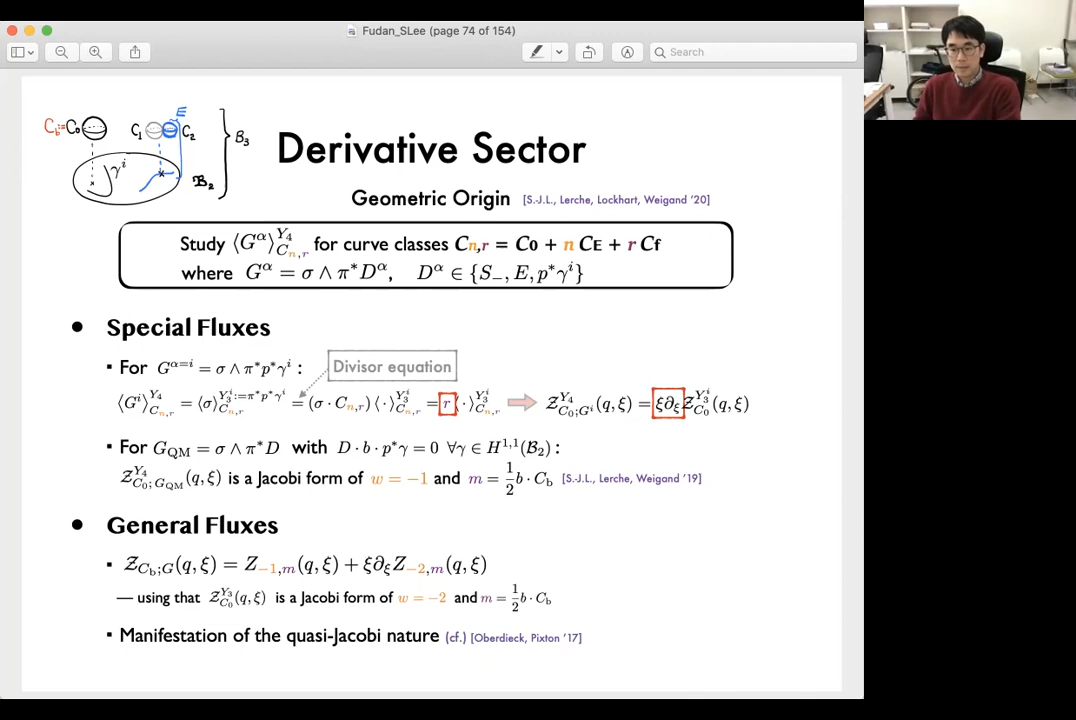 Fudan_SLee (page 74 of 154)
Search
C_b:=C_0 C_1 E C_2 B_3
γ^i B_2
Derivative Sector
Geometric Origin [S.-J.L., Lerche, Lockhart, Weigand '20]
Study ⟨G^α⟩^{Y_4}_{C_{n,r}} for curve classes C_{n,r} = C_0 + n C_E + r C_f
where G^α = σ ∧ π*D^α, D^α ∈ {S_−, E, p*γ^i}
• Special Fluxes
▪ For G^{α=i} = σ ∧ π*p*γ^i :
Divisor equation
⟨G^i⟩^{Y_4}_{C_{n,r}} = ⟨σ⟩^{Y_3^i:=π*p*γ^i}_{C_{n,r}} = (σ · C_{n,r})⟨ · ⟩^{Y_3^i}_{C_{n,r}} = r⟨ · ⟩^{Y_3^i}_{C_{n,r}} ⇒ Z^{Y_4}_{C_0;G^i}(q,ξ) = ξ∂_ξ Z^{Y_3^i}_{C_0}(q,ξ)
▪ For G_QM = σ ∧ π*D with D · b · p*γ = 0 ∀γ ∈ H^{1,1}(B_2) :
Z^{Y_4}_{C_0;G_QM}(q,ξ) is a Jacobi form of w = −1 and m = 1/2 b · C_b [S.-J.L., Lerche, Weigand '19]
• General Fluxes
▪ Z_{C_b;G}(q,ξ) = Z_{−1,m}(q,ξ) + ξ∂_ξ Z_{−2,m}(q,ξ)
— using that Z^{Y_3}_{C_0}(q,ξ) is a Jacobi form of w = −2 and m = 1/2 b · C_b
▪ Manifestation of the quasi-Jacobi nature (cf.) [Oberdieck, Pixton '17]